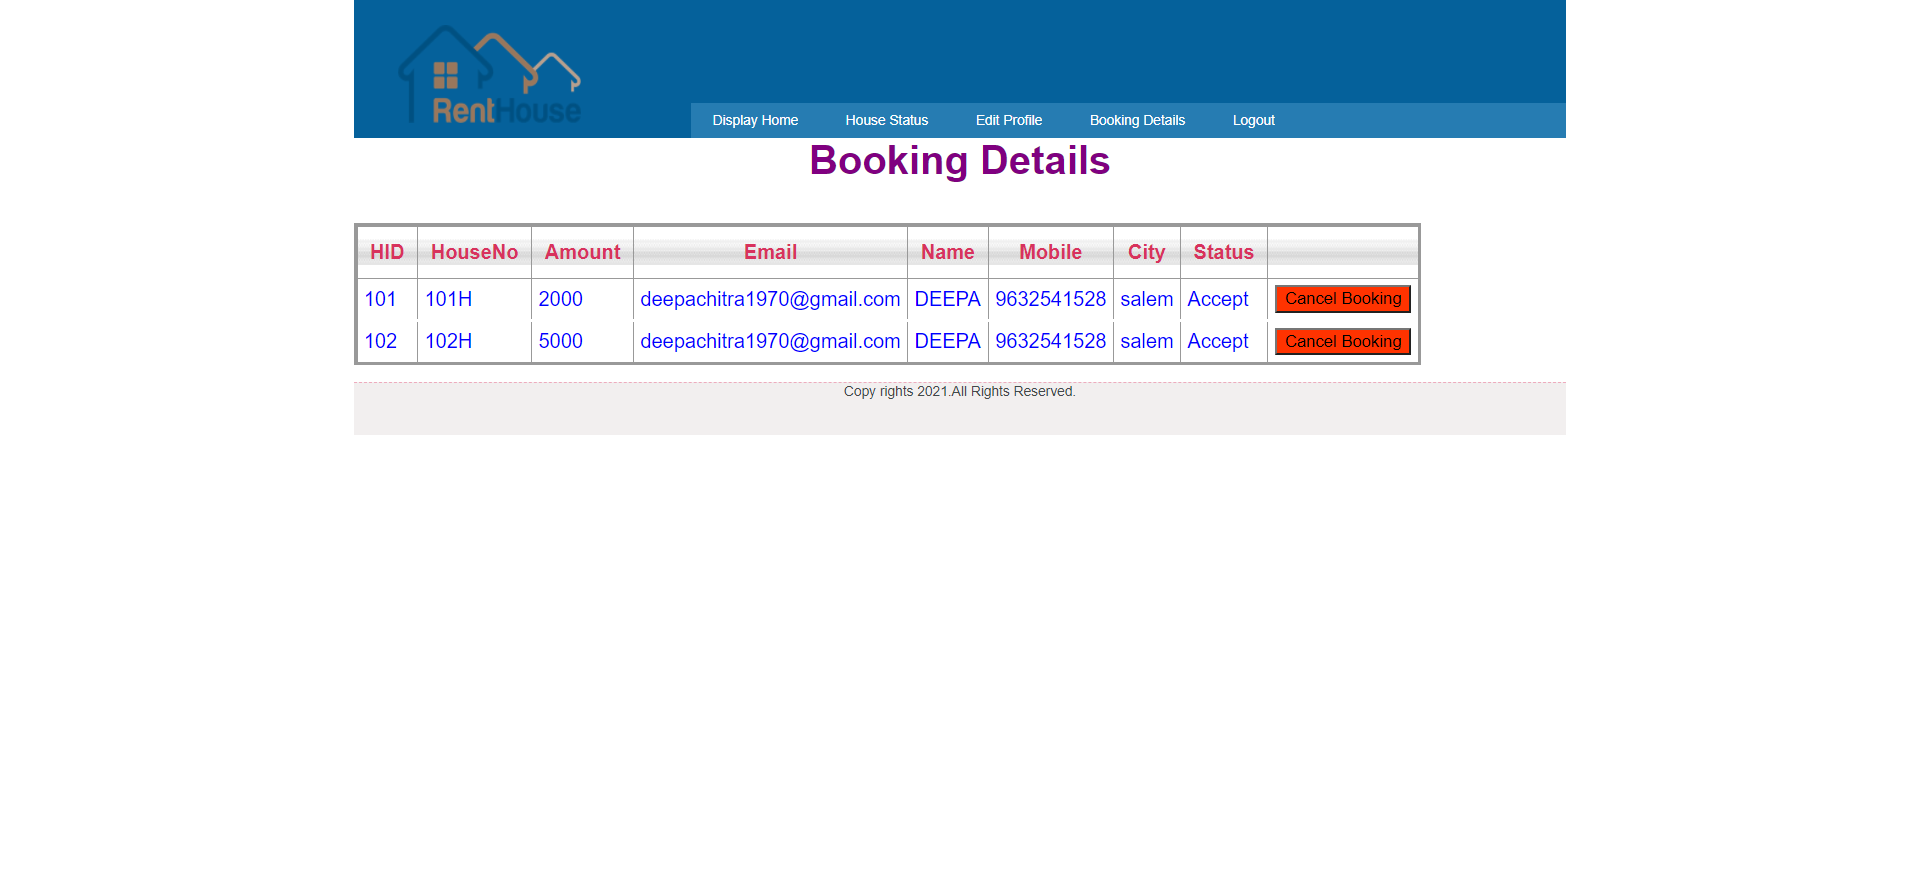 RentHouse
Display Home House Status Edit Profile Booking Details Logout
Booking Details
HID HouseNo Amount Email Name Mobile City Status
101 101H 2000 deepachitra1970@gmail.com DEEPA 9632541528 salem Accept Cancel Booking
102 102H 5000 deepachitra1970@gmail.com DEEPA 9632541528 salem Accept Cancel Booking
Copy rights 2021.All Rights Reserved.